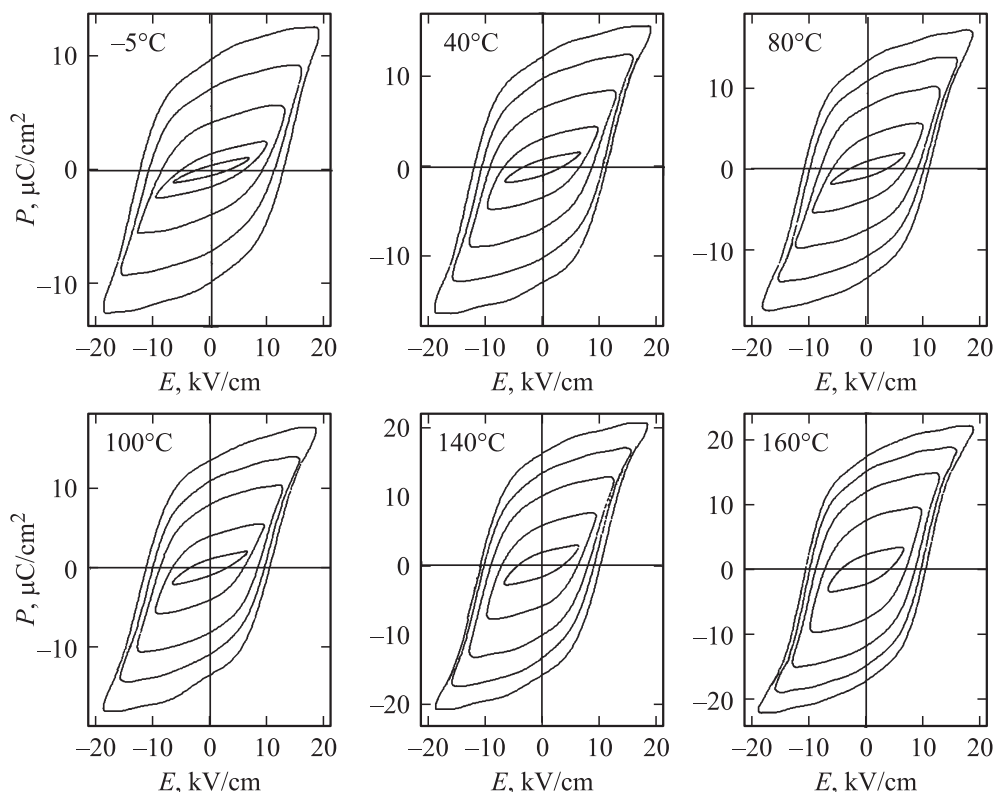 –5°C 40°C 80°C
10 10 10
0 0 0
–10 –10 –10
P, μC/cm²
–20 –10 0 10 20 –20 –10 0 10 20 –20 –10 0 10 20
E, kV/cm E, kV/cm E, kV/cm
100°C 140°C 160°C
10 20 10 0 –10 –20 20 10 0 –10 –20
0
–10
P, μC/cm²
–20 –10 0 10 20 –20 –10 0 10 20 –20 –10 0 10 20
E, kV/cm E, kV/cm E, kV/cm